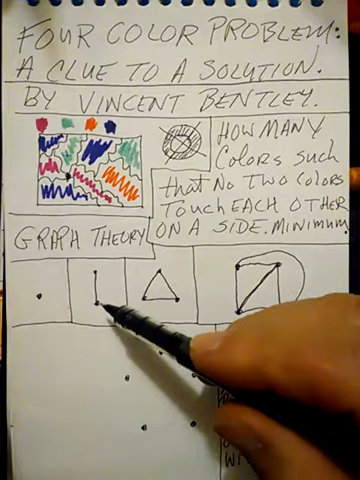 FOUR COLOR PROBLEM:
A CLUE TO A SOLUTION.
BY VINCENT BENTLEY.
HOW MANY
Colors such
that No Two Colors
Touch EACH OTHER
ON A SIDE. MINIMUM
GRAPH THEORY